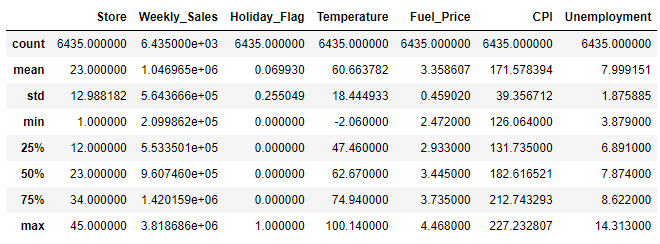 Store Weekly_Sales Holiday_Flag Temperature Fuel_Price CPI Unemployment
count 6435.000000 6.435000e+03 6435.000000 6435.000000 6435.000000 6435.000000 6435.000000
mean 23.000000 1.046965e+06 0.069930 60.663782 3.358607 171.578394 7.999151
std 12.988182 5.643666e+05 0.255049 18.444933 0.459020 39.356712 1.875885
min 1.000000 2.099862e+05 0.000000 -2.060000 2.472000 126.064000 3.879000
25% 12.000000 5.533501e+05 0.000000 47.460000 2.933000 131.735000 6.891000
50% 23.000000 9.607460e+05 0.000000 62.670000 3.445000 182.616521 7.874000
75% 34.000000 1.420159e+06 0.000000 74.940000 3.735000 212.743293 8.622000
max 45.000000 3.818686e+06 1.000000 100.140000 4.468000 227.232807 14.313000